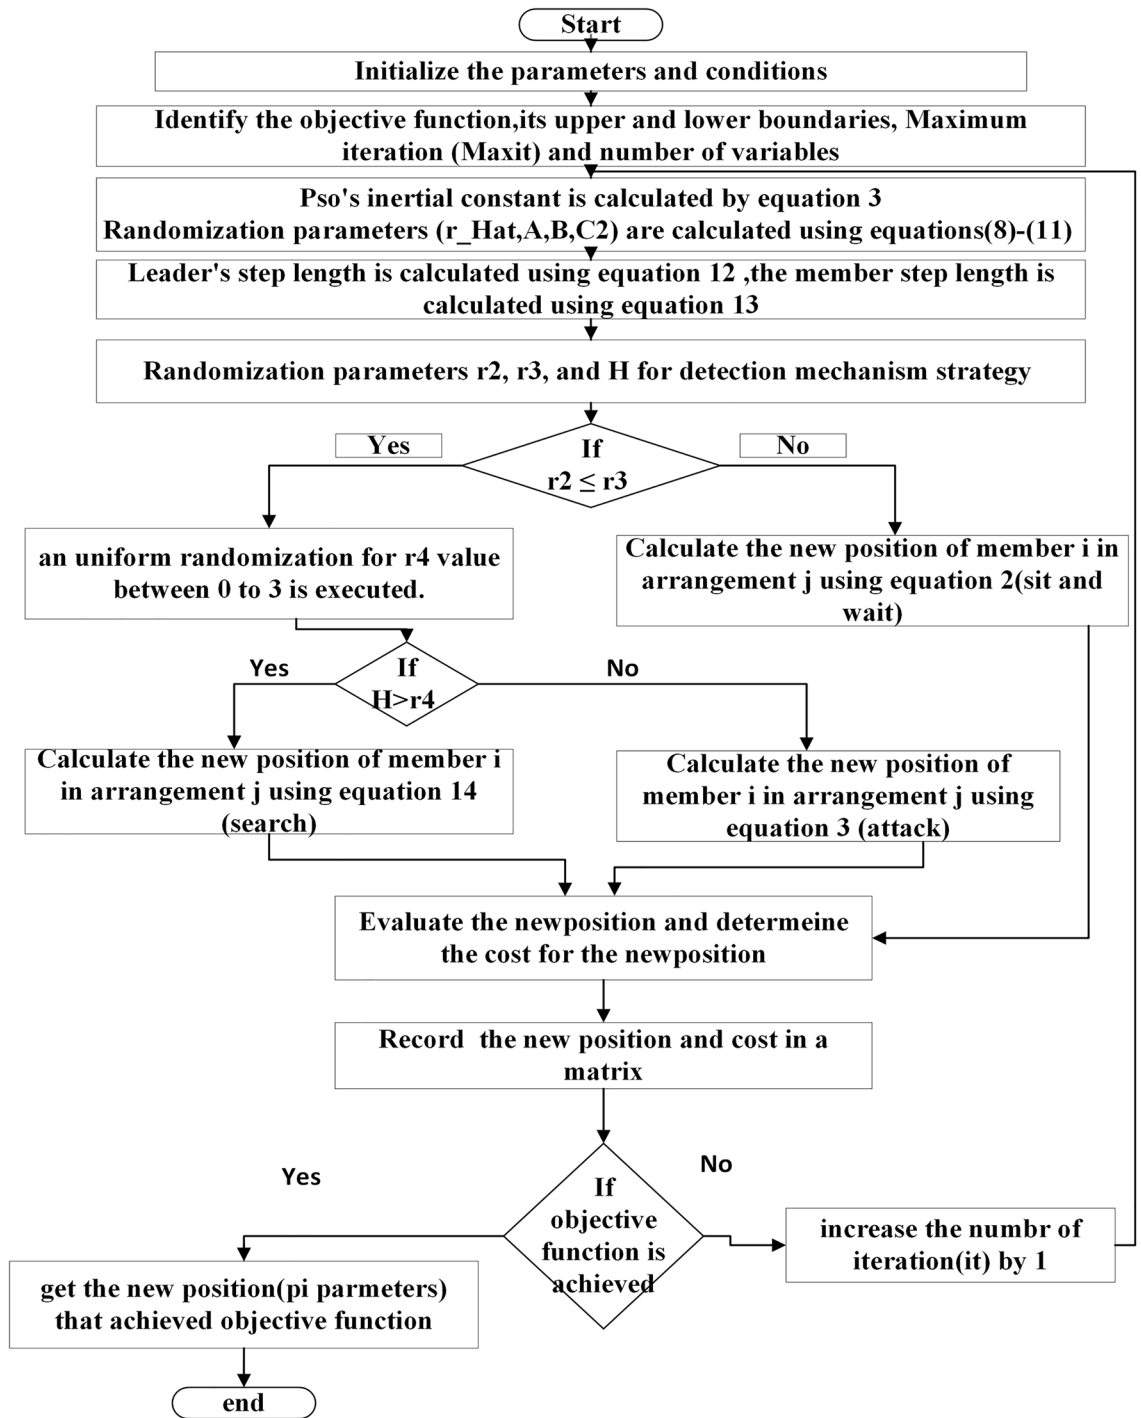 Start
Initialize the parameters and conditions
Identify the objective function,its upper and lower boundaries, Maximum
iteration (Maxit) and number of variables
Pso's inertial constant is calculated by equation 3
Randomization parameters (r_Hat,A,B,C2) are calculated using equations(8)-(11)
Leader's step length is calculated using equation 12 ,the member step length is
calculated using equation 13
Randomization parameters r2, r3, and H for detection mechanism strategy
Yes
If
r2 ≤ r3
No
an uniform randomization for r4 value
between 0 to 3 is executed.
Calculate the new position of member i in
arrangement j using equation 2(sit and
wait)
Yes
If
H>r4
No
Calculate the new position of member i
in arrangement j using equation 14
(search)
Calculate the new position of
member i in arrangement j using
equation 3 (attack)
Evaluate the newposition and determeine
the cost for the newposition
Record the new position and cost in a
matrix
Yes
If
objective
function is
achieved
No
increase the numbr of
iteration(it) by 1
get the new position(pi parmeters)
that achieved objective function
end